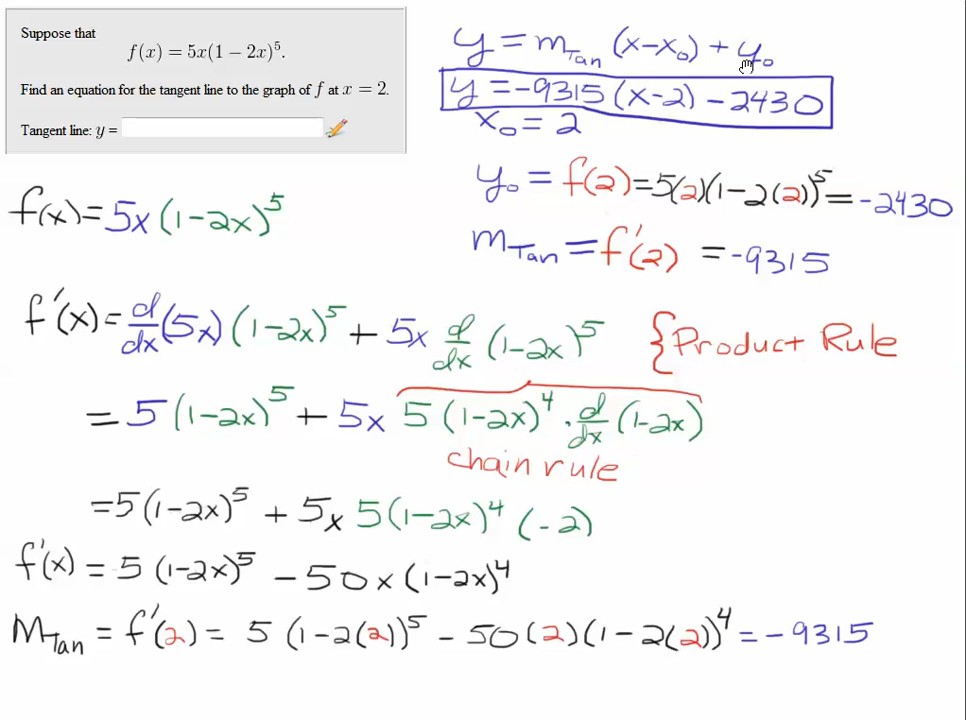 Suppose that
f(x) = 5x(1 − 2x)^5.
Find an equation for the tangent line to the graph of f at x = 2.
Tangent line: y =
y = m_Tan (x-x_0) + y_0
y = -9315 (x-2) - 2430
x_0 = 2
y_0 = f(2) = 5(2)(1-2(2))^5 = -2430
m_Tan = f'(2) = -9315
f(x) = 5x (1-2x)^5
f'(x) = d/dx (5x) (1-2x)^5 + 5x d/dx (1-2x)^5 {Product Rule
= 5 (1-2x)^5 + 5x 5 (1-2x)^4 · d/dx (1-2x)
chain rule
= 5 (1-2x)^5 + 5x 5(1-2x)^4 (-2)
f'(x) = 5 (1-2x)^5 - 50x (1-2x)^4
m_Tan = f'(2) = 5 (1-2(2))^5 - 50(2)(1-2(2))^4 = -9315